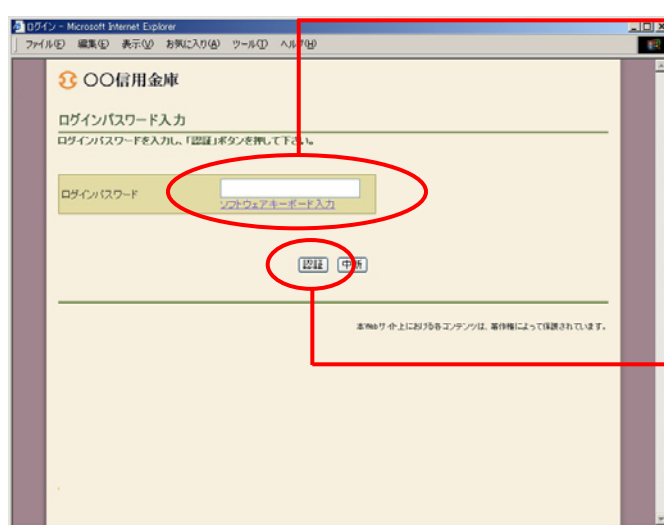 ログイン - Microsoft Internet Explorer
ファイル(F) 編集(E) 表示(V) お気に入り(A) ツール(T) ヘルプ(H)
〇〇信用金庫
ログインパスワード入力
ログインパスワードを入力し、「認証」ボタンを押して下さい。
ログインパスワード
ソフトウェアキーボード入力
認証 中断
本Webサイト上における各コンテンツは、著作権によって保護されています。